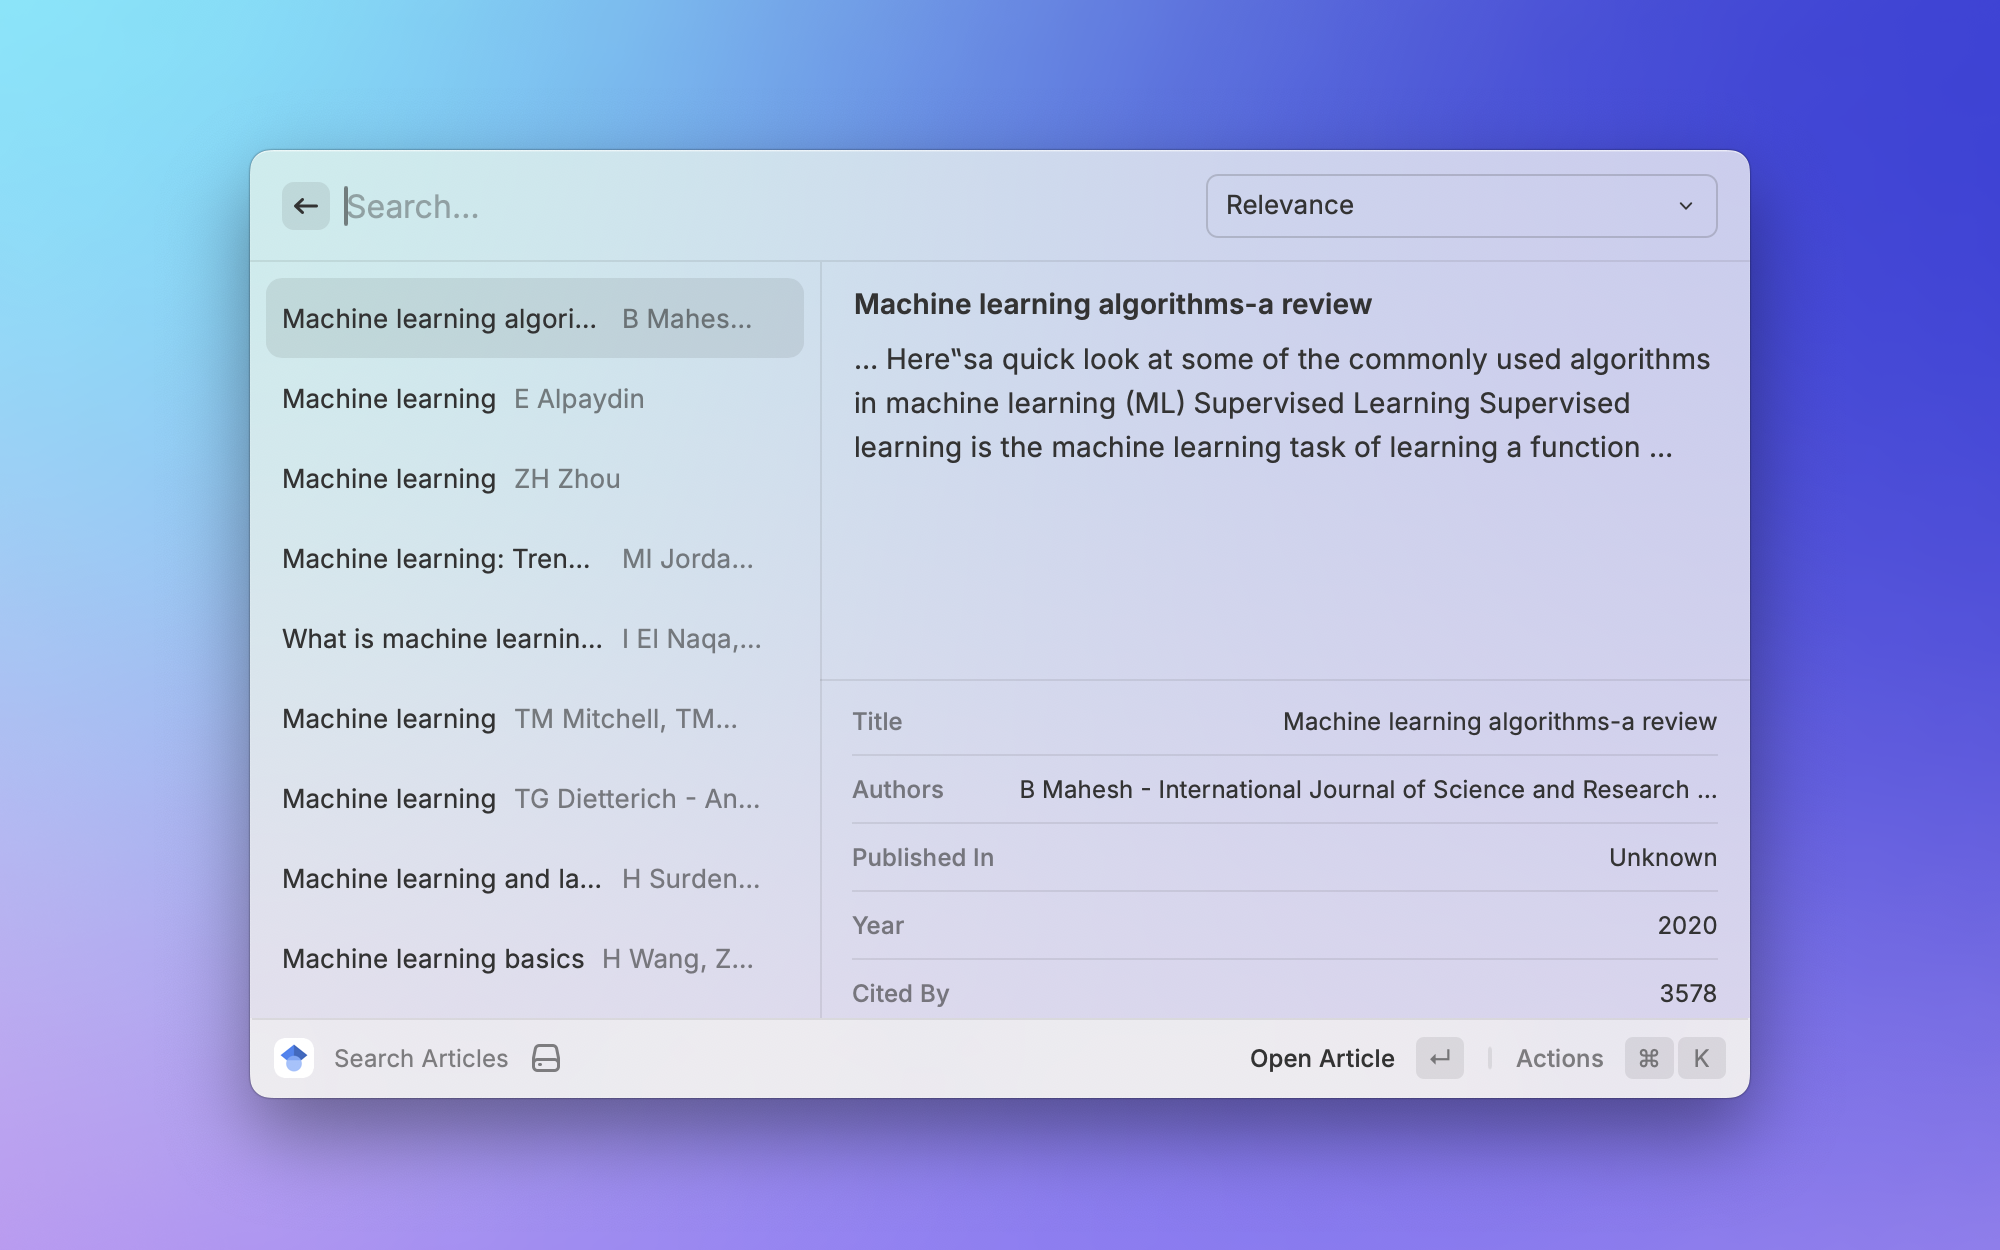 Search...
Relevance
Machine learning algori... B Mahes...
Machine learning E Alpaydin
Machine learning ZH Zhou
Machine learning: Tren... MI Jorda...
What is machine learnin... I El Naqa,...
Machine learning TM Mitchell, TM...
Machine learning TG Dietterich - An...
Machine learning and la... H Surden...
Machine learning basics H Wang, Z...
Machine learning algorithms-a review
... Here‟sa quick look at some of the commonly used algorithms
in machine learning (ML) Supervised Learning Supervised
learning is the machine learning task of learning a function ...
Title Machine learning algorithms-a review
Authors B Mahesh - International Journal of Science and Research ...
Published In Unknown
Year 2020
Cited By 3578
Search Articles
Open Article ↵ Actions ⌘ K